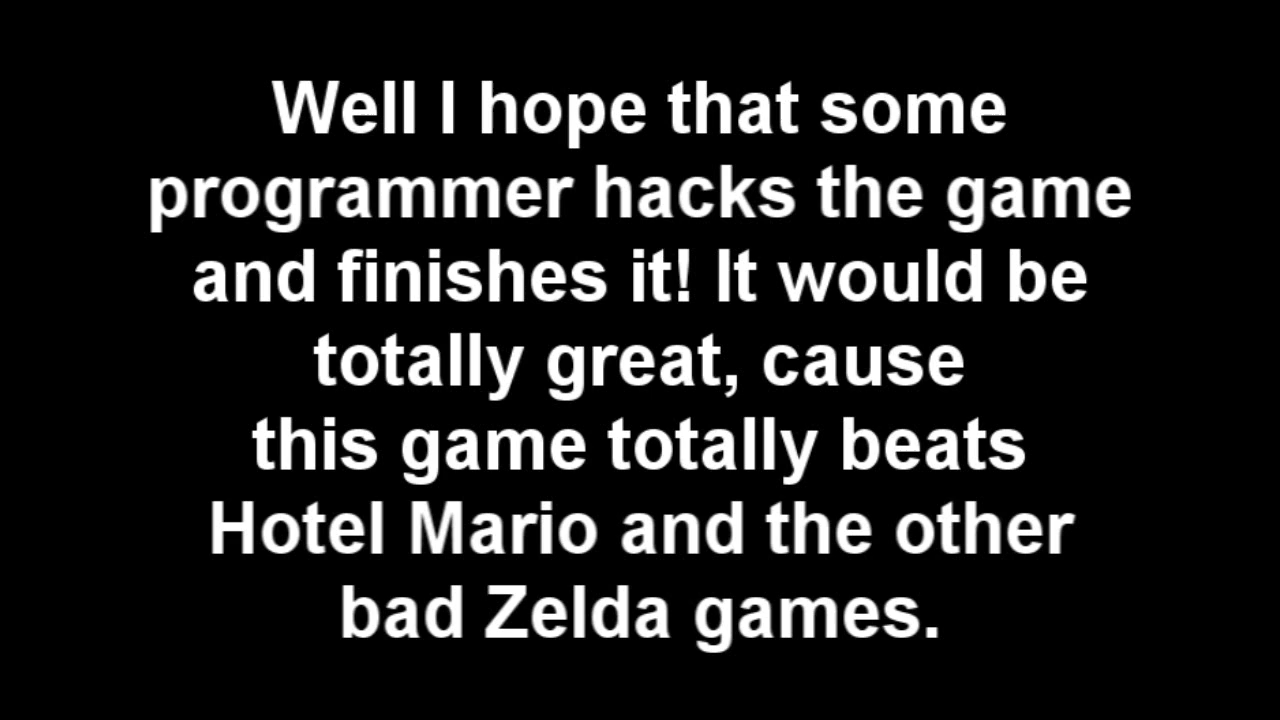 Well I hope that some
programmer hacks the game
and finishes it! It would be
totally great, cause
this game totally beats
Hotel Mario and the other
bad Zelda games.